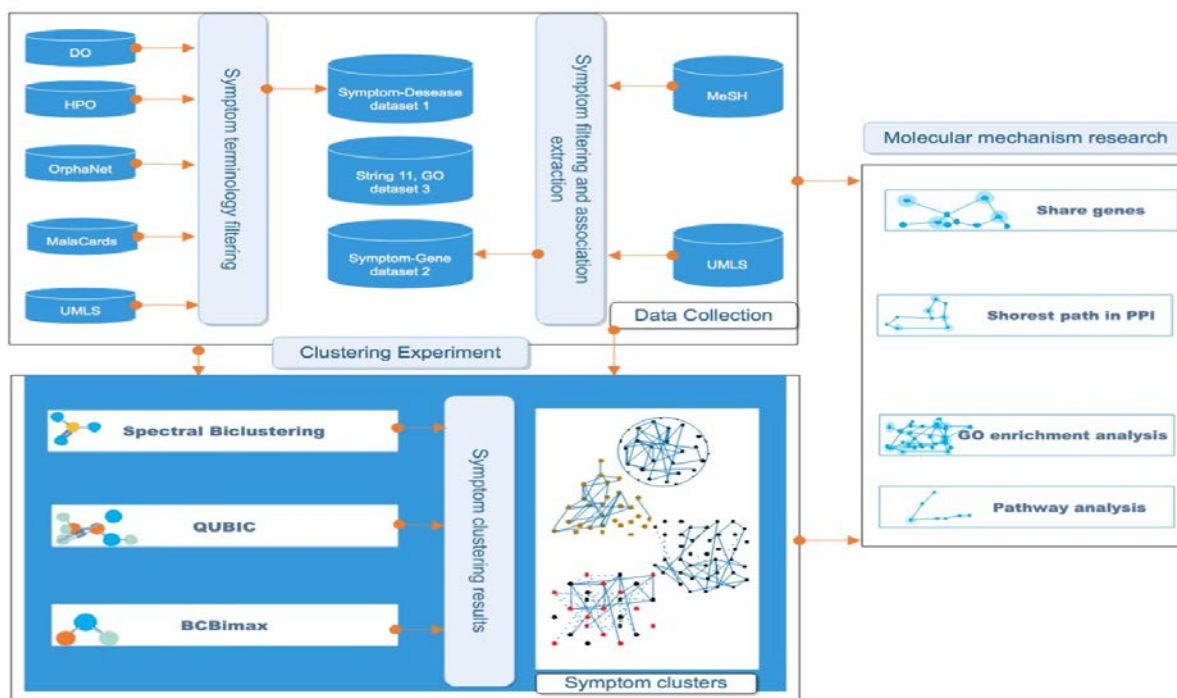 DO
HPO
OrphaNet
MalaCards
UMLS
Symptom terminology filtering
Symptom-Desease
dataset 1
String 11, GO
dataset 3
Symptom-Gene
dataset 2
Symptom filtering and association
extraction
MeSH
UMLS
Data Collection
Clustering Experiment
Spectral Biclustering
QUBIC
BCBimax
Symptom clustering results
Symptom clusters
Molecular mechanism research
Share genes
Shorest path in PPI
GO enrichment analysis
Pathway analysis